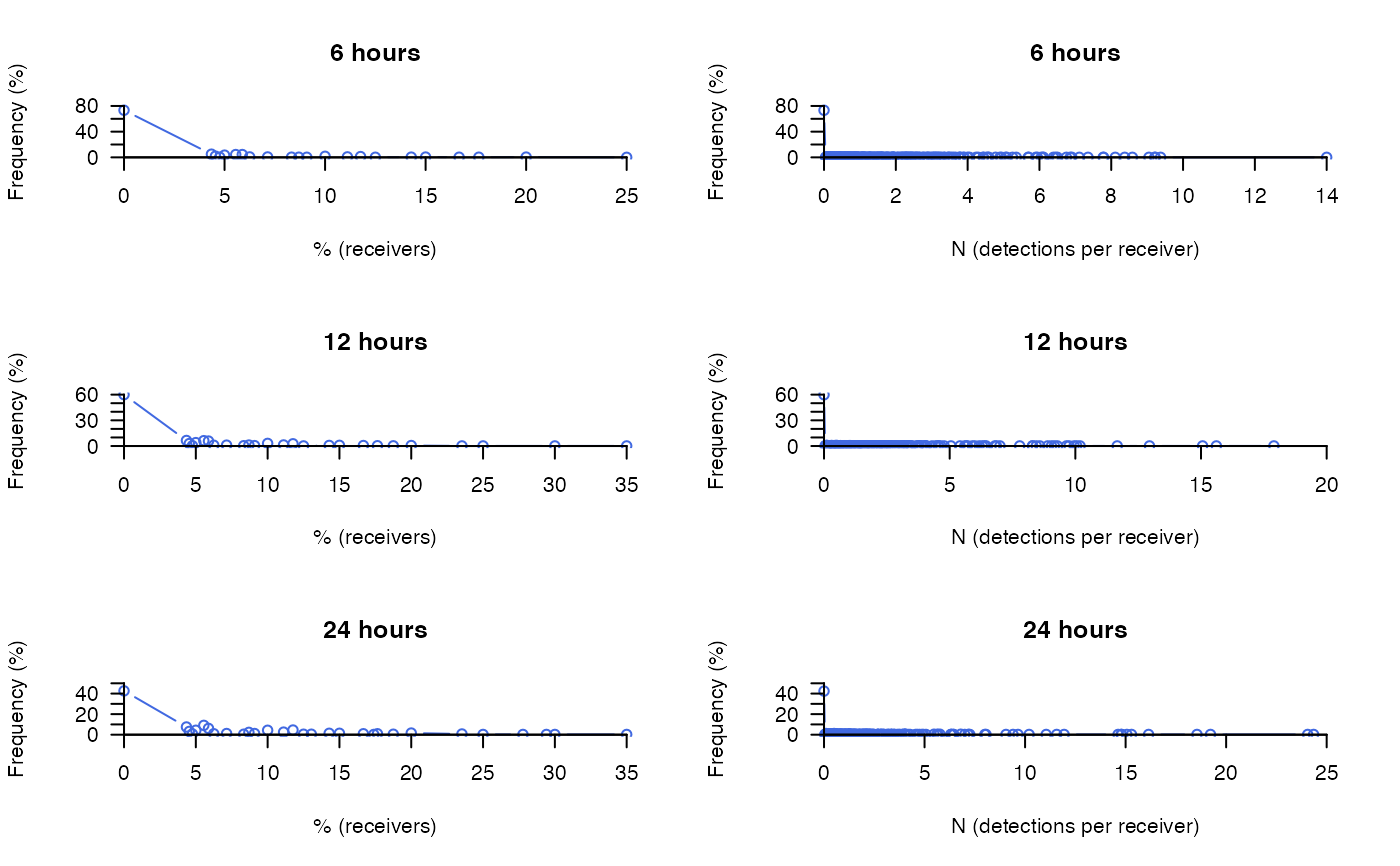 6 hours
Frequency (%)
80
40
0
0 5 10 15 20 25
% (receivers)
6 hours
Frequency (%)
80
40
0
0 2 4 6 8 10 12 14
N (detections per receiver)
12 hours
Frequency (%)
60
30
0
0 5 10 15 20 25 30 35
% (receivers)
12 hours
Frequency (%)
60
30
0
0 5 10 15 20
N (detections per receiver)
24 hours
Frequency (%)
40
20
0
0 5 10 15 20 25 30 35
% (receivers)
24 hours
Frequency (%)
40
20
0
0 5 10 15 20 25
N (detections per receiver)